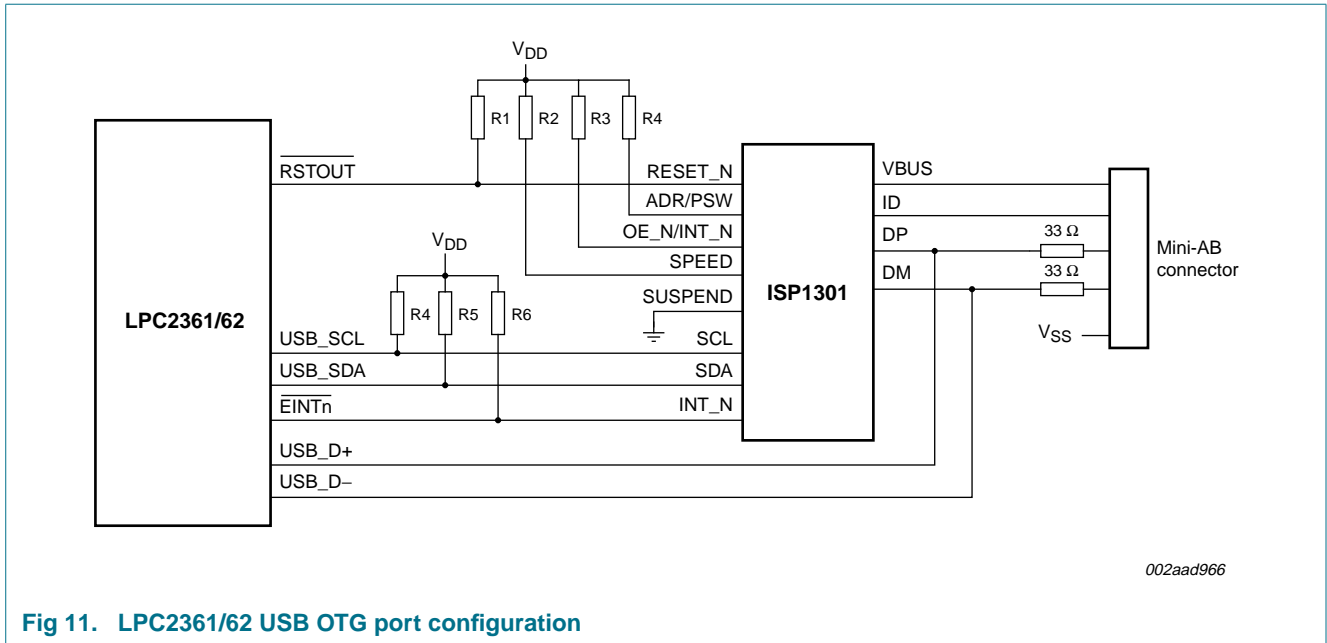 VDD
R1 R2 R3 R4
RSTOUT
RESET_N
VBUS
ADR/PSW
ID
OE_N/INT_N
DP
33 Ω
VDD
SPEED
DM
33 Ω
Mini-AB
connector
SUSPEND
ISP1301
LPC2361/62
R4 R5 R6
VSS
USB_SCL
SCL
USB_SDA
SDA
EINTn
INT_N
USB_D+
USB_D−
002aad966
Fig 11. LPC2361/62 USB OTG port configuration